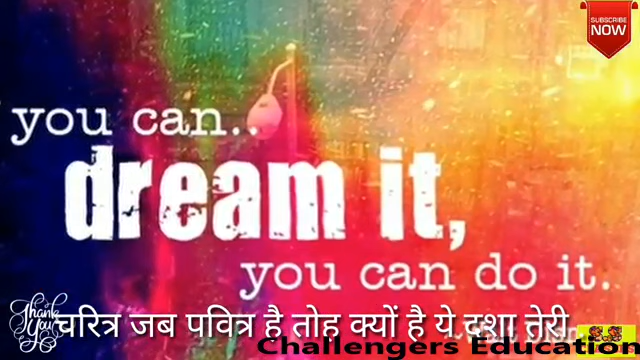 SUBSCRIBE
NOW
you can..
dream it,
you can do it.
Thank
You
चरित्र जब पवित्र है तोह क्यों है ये दशा तेरी
Challengers Education